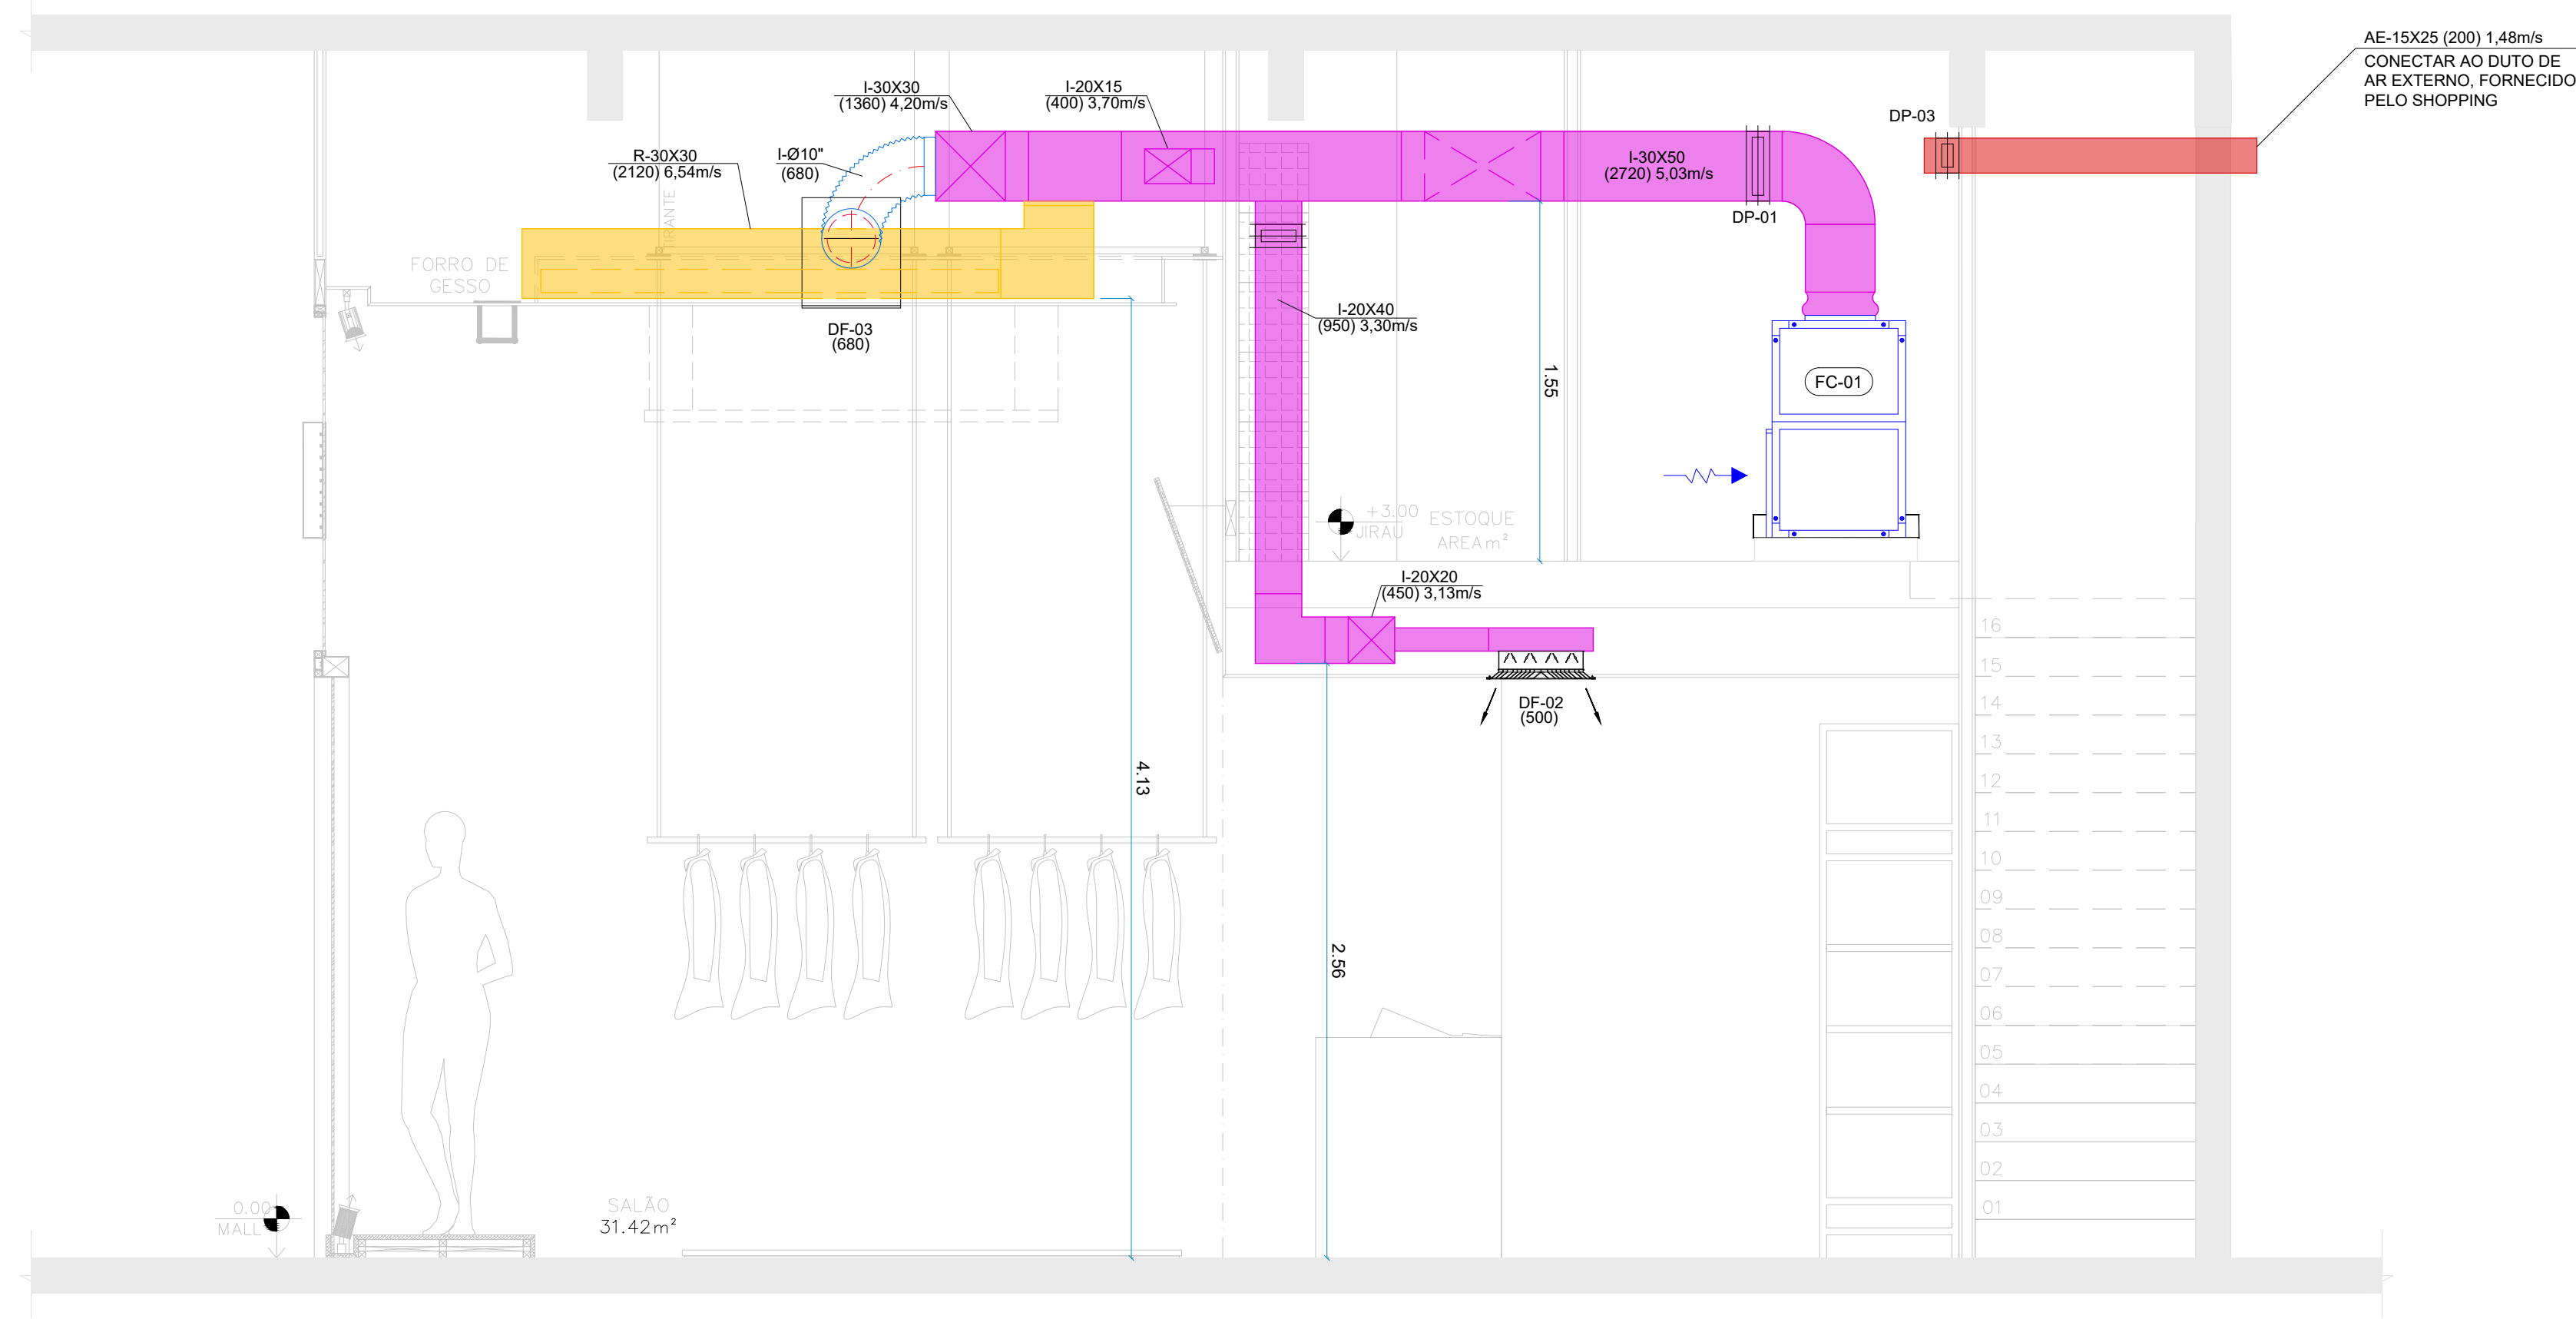 AE-15X25 (200) 1,48m/s
CONECTAR AO DUTO DE
AR EXTERNO, FORNECIDO
PELO SHOPPING
I-30X30
(1360) 4,20m/s
I-20X15
(400) 3,70m/s
DP-03
R-30X30
(2120) 6,54m/s
I-Ø10"
(680)
I-30X50
(2720) 5,03m/s
TIRANTE
DP-01
FORRO DE
GESSO
DF-03
(680)
I-20X40
(950) 3,30m/s
1.55
FC-01
+3.00
JIRAU
ESTOQUE
AREA m²
I-20X20
(450) 3,13m/s
DF-02
(500)
4.13
2.56
16
15
14
13
12
11
10
09
08
07
06
05
04
03
02
01
0.00
MALL
SALÃO
31.42m²